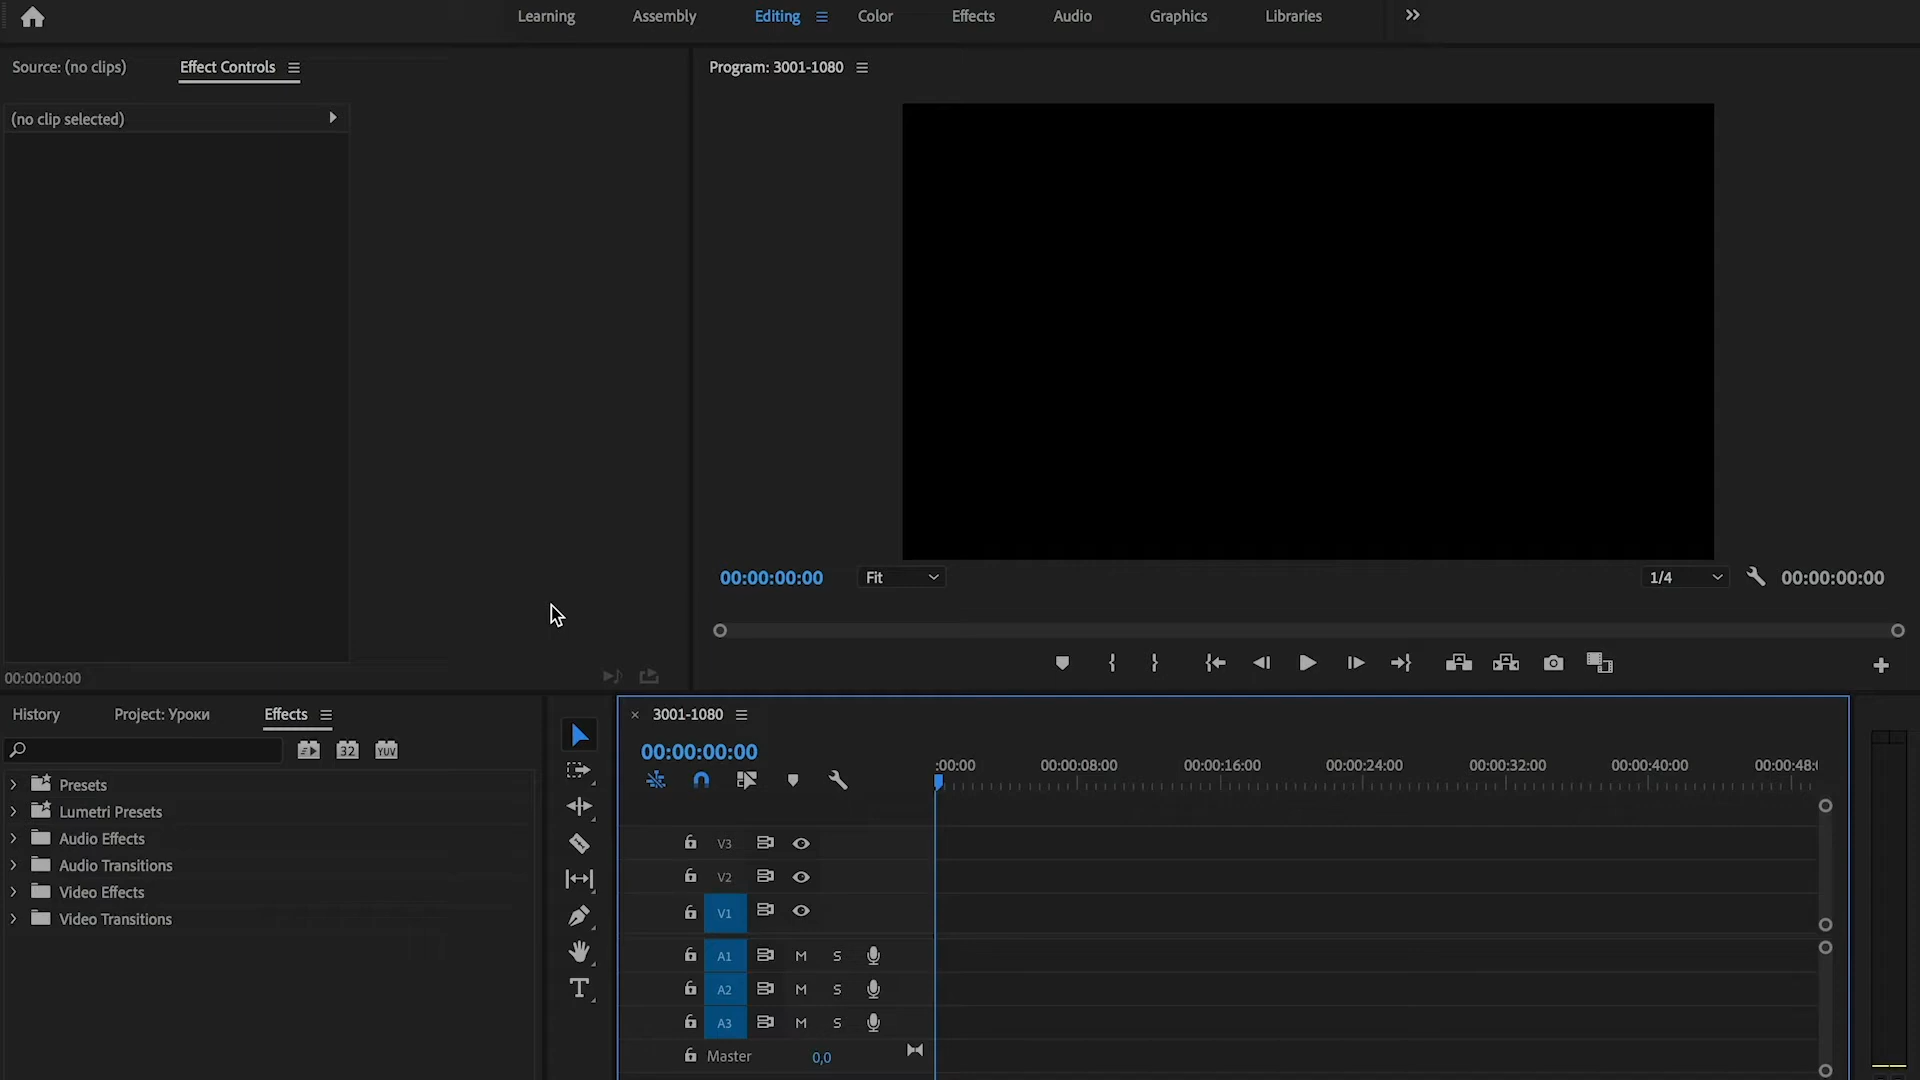 Learning Assembly Editing Color Effects Audio Graphics Libraries
Source: (no clips) Effect Controls
Program: 3001-1080
(no clip selected)
00:00:00:00 Fit 1/4 00:00:00:00
00:00:00:00
History Project: Уроки Effects
3001-1080
00:00:00:00
32 YUV
:00:00 00:00:08:00 00:00:16:00 00:00:24:00 00:00:32:00 00:00:40:00 00:00:48:0
Presets
Lumetri Presets
Audio Effects
Audio Transitions
Video Effects
Video Transitions
V3
V2
V1
A1 M S
A2 M S
A3 M S
Master 0,0